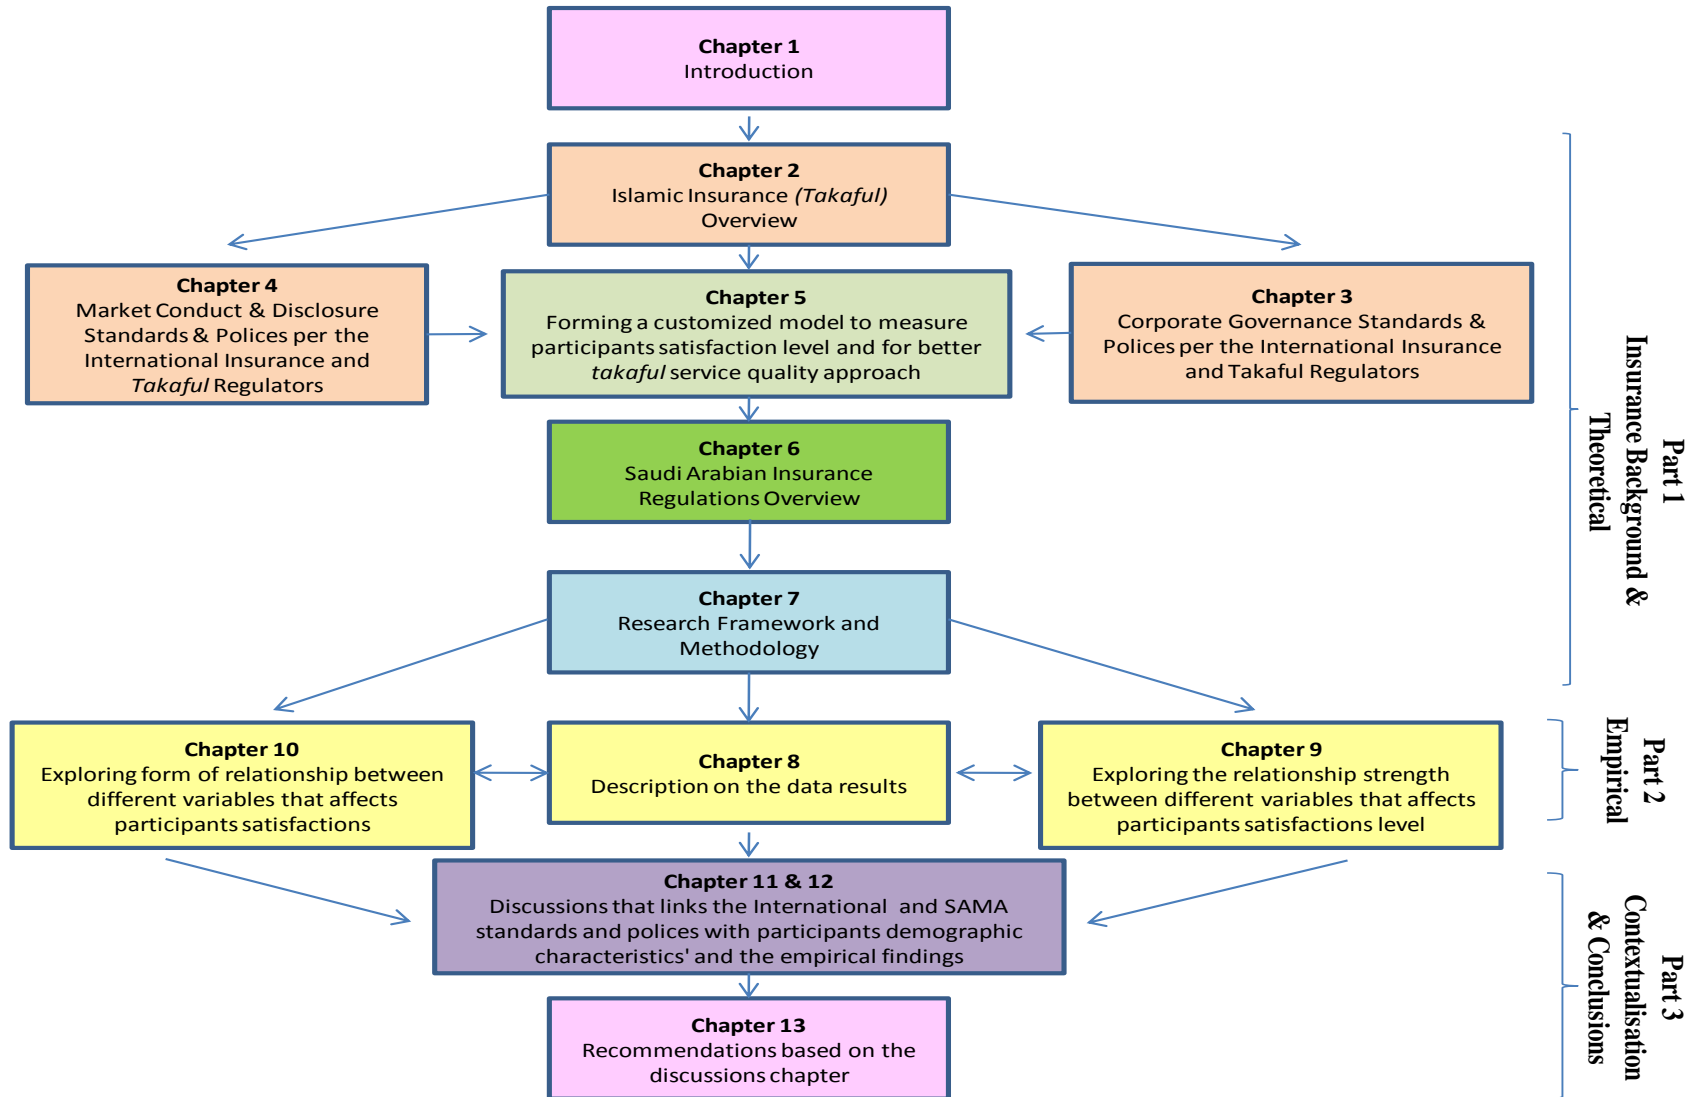 Chapter 1
Introduction
Chapter 2
Islamic Insurance (Takaful)
Overview
Chapter 4
Market Conduct & Disclosure
Standards & Polices per the
International Insurance and
Takaful Regulators
Chapter 5
Forming a customized model to measure
participants satisfaction level and for better
takaful service quality approach
Chapter 3
Corporate Governance Standards &
Polices per the International Insurance
and Takaful Regulators
Chapter 6
Saudi Arabian Insurance
Regulations Overview
Chapter 7
Research Framework and
Methodology
Part 1
Insurance Background &
Theoretical
Chapter 10
Exploring form of relationship between
different variables that affects
participants satisfactions
Chapter 8
Description on the data results
Chapter 9
Exploring the relationship strength
between different variables that affects
participants satisfactions level
Part 2
Empirical
Chapter 11 & 12
Discussions that links the International and SAMA
standards and polices with participants demographic
characteristics' and the empirical findings
Chapter 13
Recommendations based on the
discussions chapter
Part 3
Contextualisation
& Conclusions